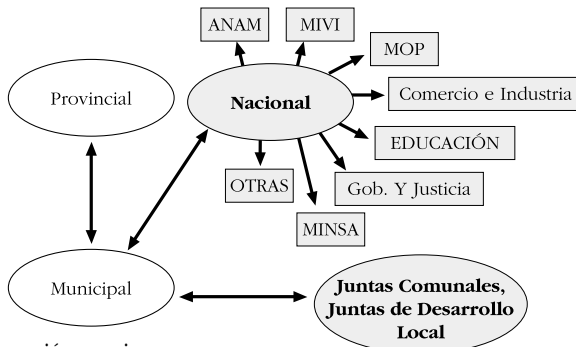 ANAM
MIVI
MOP
Provincial
Nacional
Comercio e Industria
EDUCACIÓN
OTRAS
Gob. Y Justicia
MINSA
Municipal
Juntas Comunales,
Juntas de Desarrollo
Local